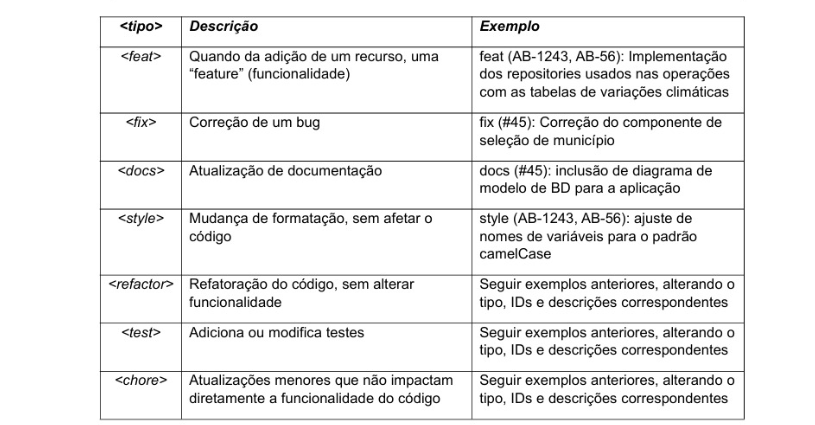 <tipo> Descrição Exemplo
<feat> Quando da adição de um recurso, uma feat (AB-1243, AB-56): Implementação
“feature” (funcionalidade) dos repositories usados nas operações
com as tabelas de variações climáticas
<fix> Correção de um bug fix (#45): Correção do componente de
seleção de município
<docs> Atualização de documentação docs (#45): inclusão de diagrama de
modelo de BD para a aplicação
<style> Mudança de formatação, sem afetar o style (AB-1243, AB-56): ajuste de
código nomes de variáveis para o padrão
camelCase
<refactor> Refatoração do código, sem alterar Seguir exemplos anteriores, alterando o
funcionalidade tipo, IDs e descrições correspondentes
<test> Adiciona ou modifica testes Seguir exemplos anteriores, alterando o
tipo, IDs e descrições correspondentes
<chore> Atualizações menores que não impactam Seguir exemplos anteriores, alterando o
diretamente a funcionalidade do código tipo, IDs e descrições correspondentes